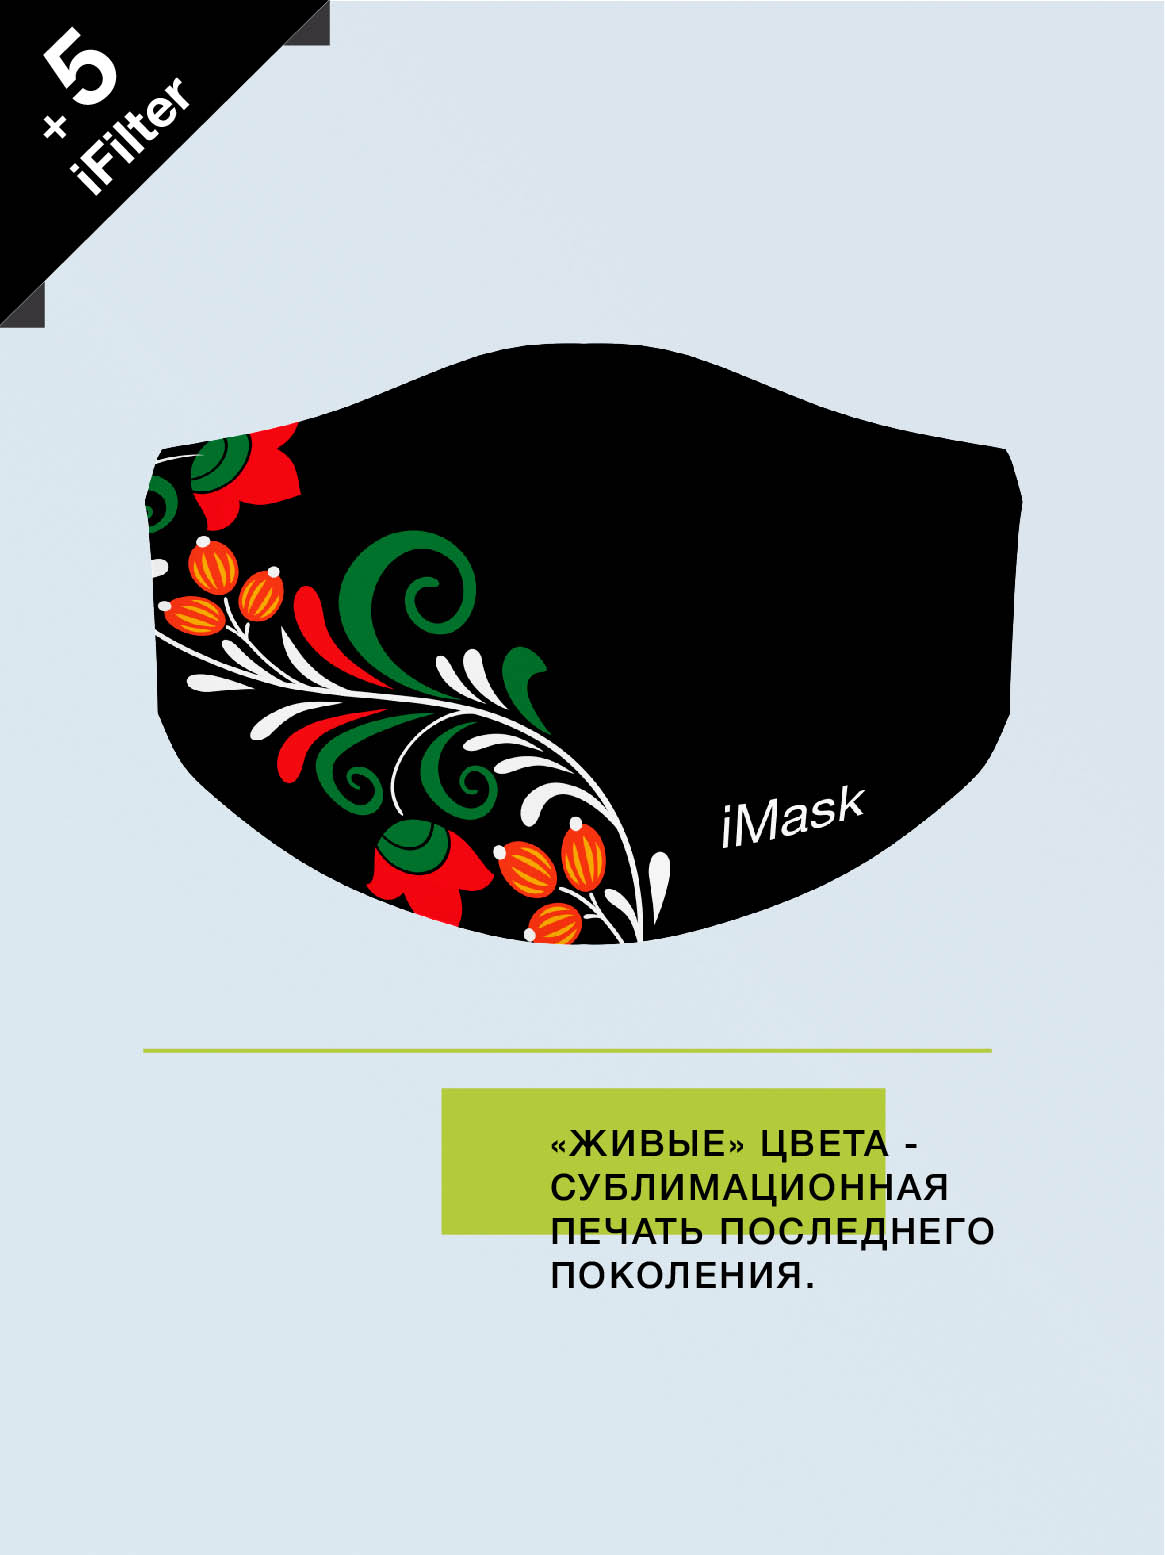 +5
iFilter
iMask
«ЖИВЫЕ» ЦВЕТА -
СУБЛИМАЦИОННАЯ
ПЕЧАТЬ ПОСЛЕДНЕГО
ПОКОЛЕНИЯ.